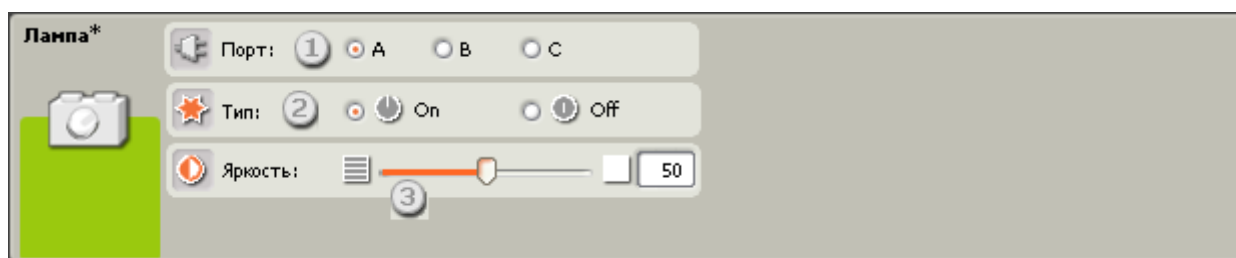 Лампа*
Порт: 1 A B C
Тип: 2 On Off
Яркость: 50
3